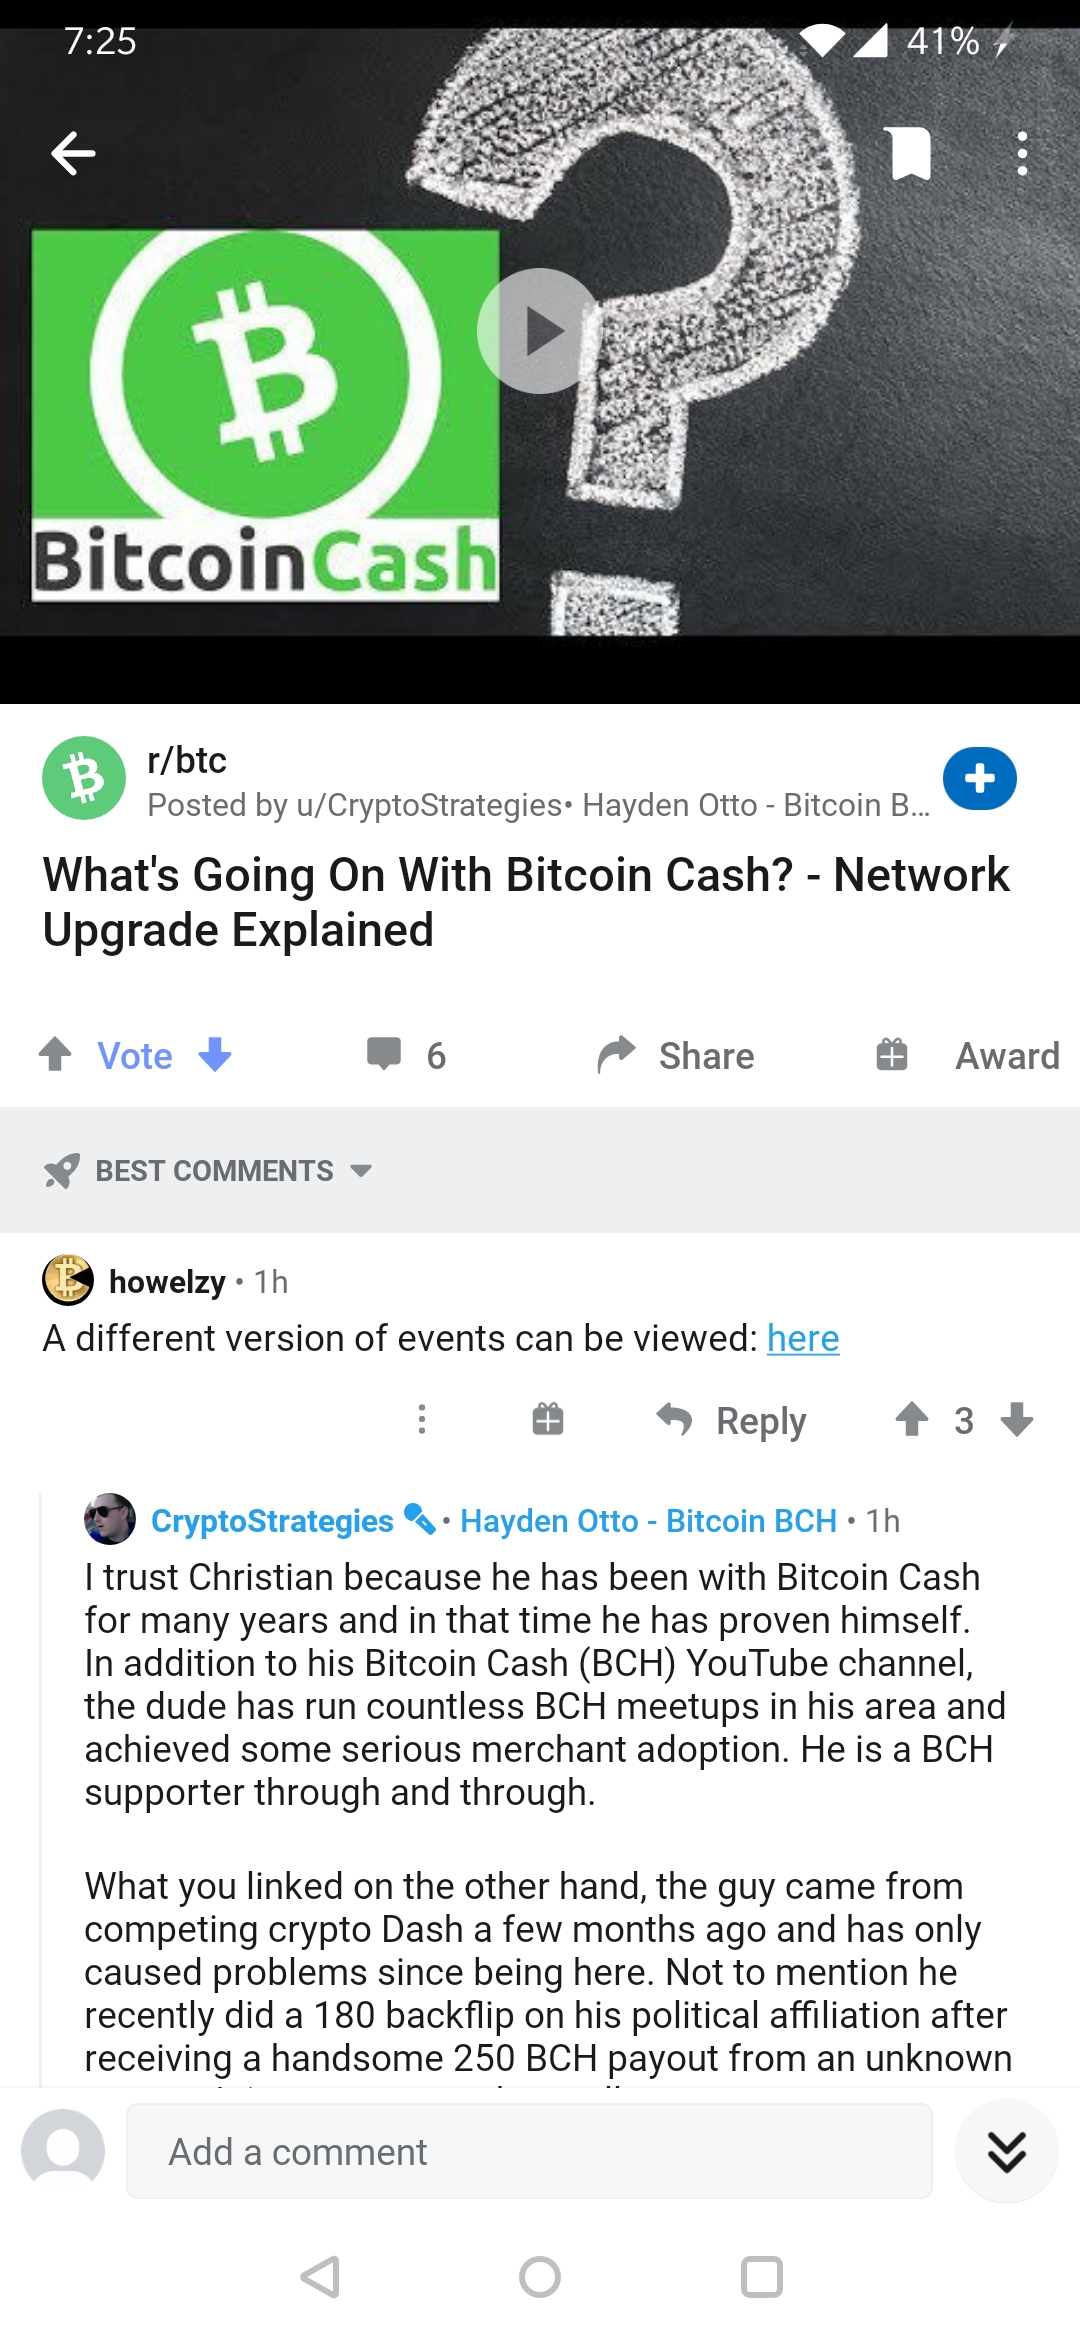 7:25
41%
BitcoinCash
r/btc
Posted by u/CryptoStrategies• Hayden Otto - Bitcoin B...
What's Going On With Bitcoin Cash? - Network
Upgrade Explained
Vote
6
Share
Award
BEST COMMENTS
howelzy • 1h
A different version of events can be viewed: here
Reply
3
CryptoStrategies • Hayden Otto - Bitcoin BCH • 1h
I trust Christian because he has been with Bitcoin Cash
for many years and in that time he has proven himself.
In addition to his Bitcoin Cash (BCH) YouTube channel,
the dude has run countless BCH meetups in his area and
achieved some serious merchant adoption. He is a BCH
supporter through and through.
What you linked on the other hand, the guy came from
competing crypto Dash a few months ago and has only
caused problems since being here. Not to mention he
recently did a 180 backflip on his political affiliation after
receiving a handsome 250 BCH payout from an unknown
Add a comment